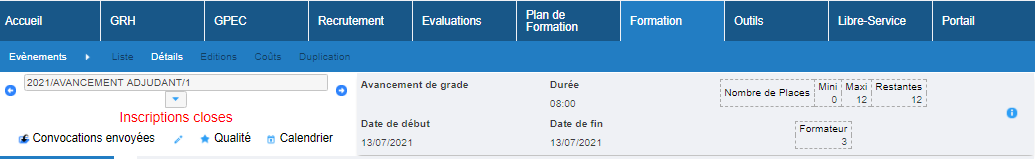 Accueil GRH GPEC Recrutement Evaluations Plan de Formation Formation Outils Libre-Service Portail
Evènements Liste Détails Editions Coûts Duplication
2021/AVANCEMENT ADJUDANT/1
Inscriptions closes
Convocations envoyées Qualité Calendrier
Avancement de grade Durée
08:00
Date de début Date de fin
13/07/2021 13/07/2021
Nombre de Places Mini Maxi Restantes
0 12 12
Formateur
3